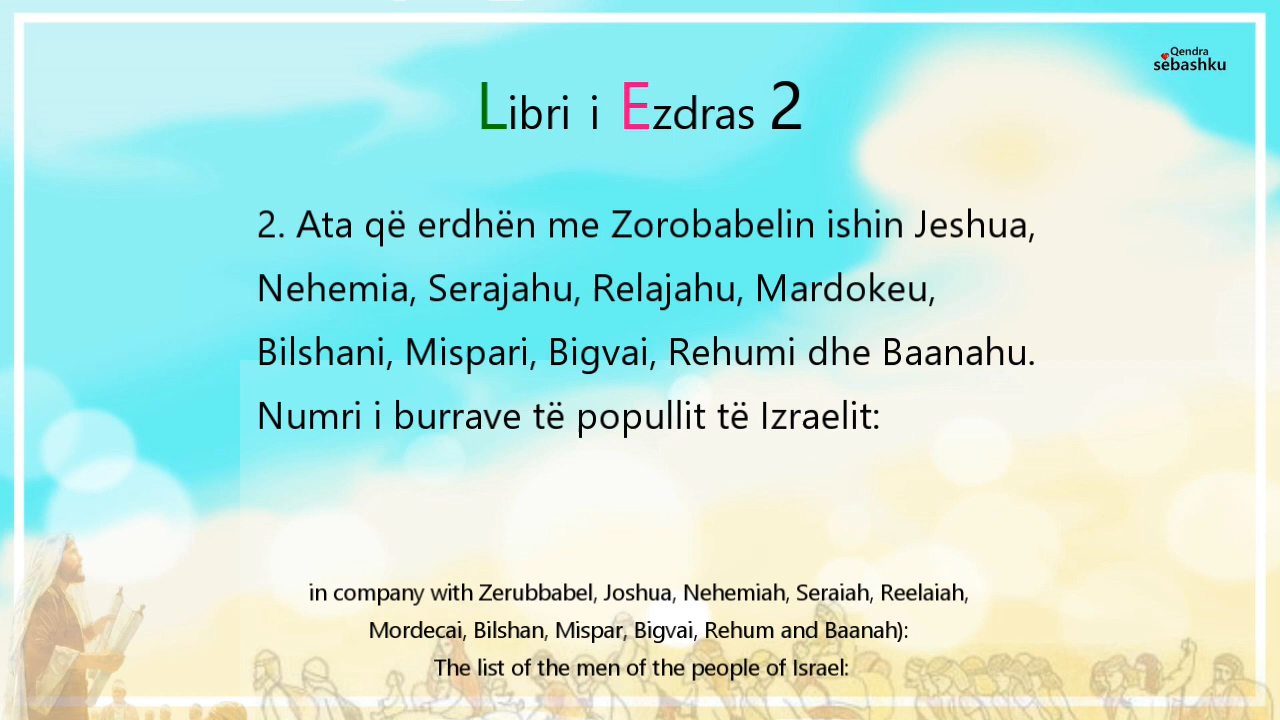 Qendra
sëbashku
Libri i Ezdras 2
2. Ata që erdhën me Zorobabelin ishin Jeshua,
Nehemia, Serajahu, Relajahu, Mardokeu,
Bilshani, Mispari, Bigvai, Rehumi dhe Baanahu.
Numri i burrave të popullit të Izraelit:
in company with Zerubbabel, Joshua, Nehemiah, Seraiah, Reelaiah,
Mordecai, Bilshan, Mispar, Bigvai, Rehum and Baanah):
The list of the men of the people of Israel: